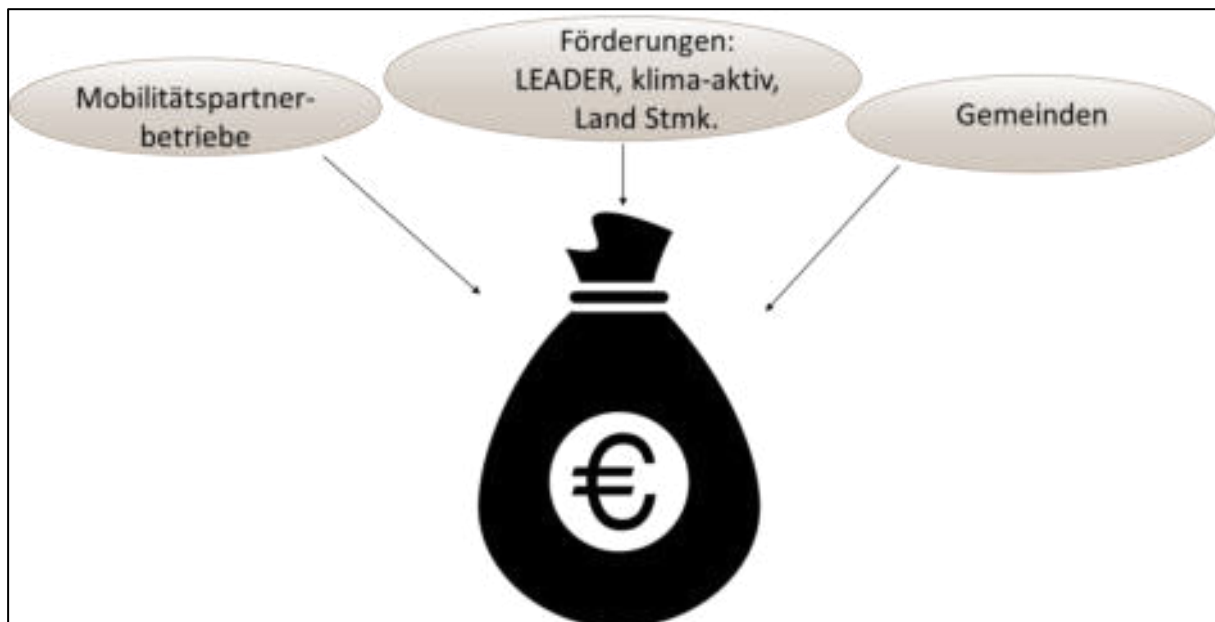 Mobilitätspartner-
betriebe
Förderungen:
LEADER, klima-aktiv,
Land Stmk.
Gemeinden
€